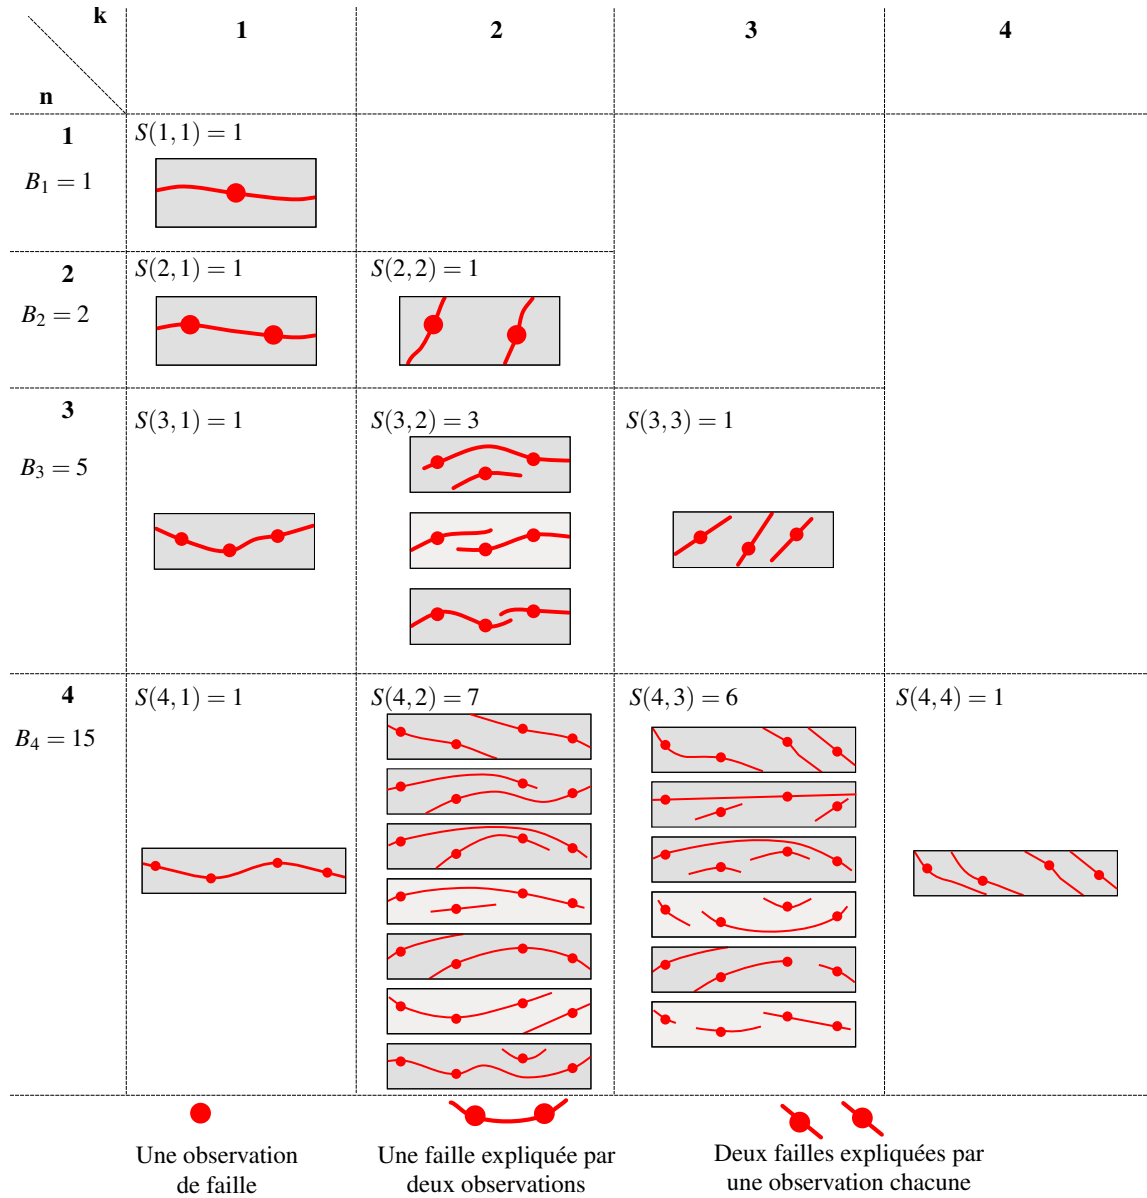 k
1 2 3 4
n
1
S(1,1) = 1
B₁ = 1
2
S(2,1) = 1 S(2,2) = 1
B₂ = 2
3
S(3,1) = 1 S(3,2) = 3 S(3,3) = 1
B₃ = 5
4
S(4,1) = 1 S(4,2) = 7 S(4,3) = 6 S(4,4) = 1
B₄ = 15
Une observation
de faille
Une faille expliquée par
deux observations
Deux failles expliquées par
une observation chacune